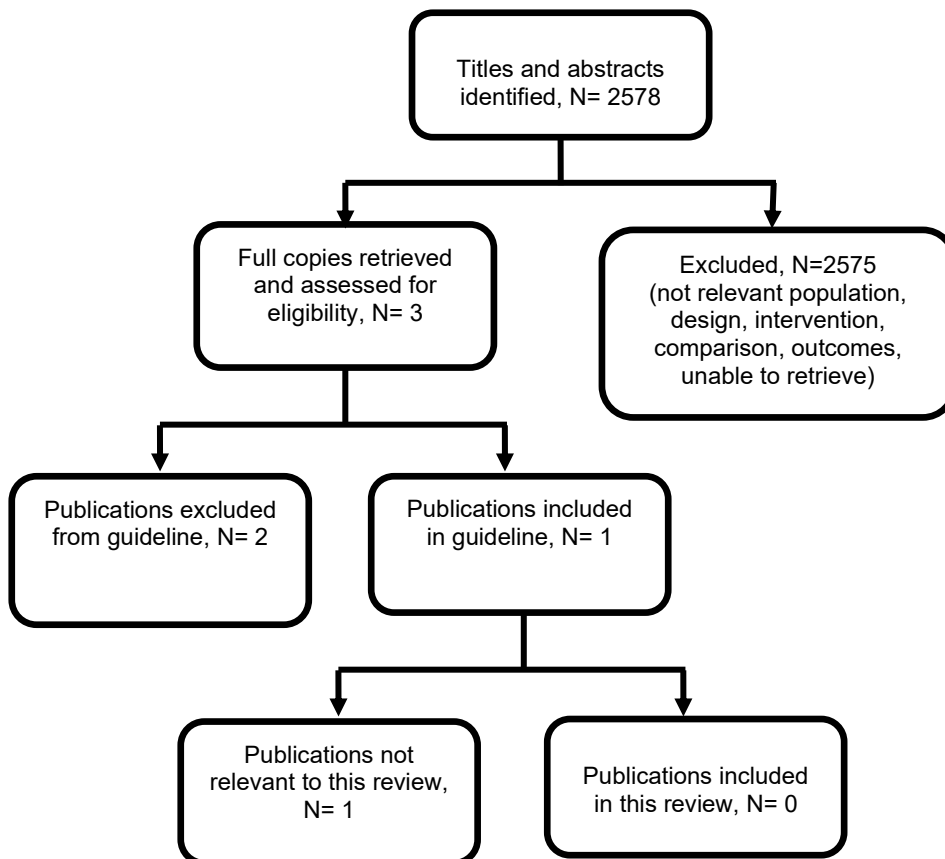 Titles and abstracts
identified, N= 2578
Full copies retrieved
and assessed for
eligibility, N= 3
Excluded, N=2575
(not relevant population,
design, intervention,
comparison, outcomes,
unable to retrieve)
Publications excluded
from guideline, N= 2
Publications included
in guideline, N= 1
Publications not
relevant to this review,
N= 1
Publications included
in this review, N= 0